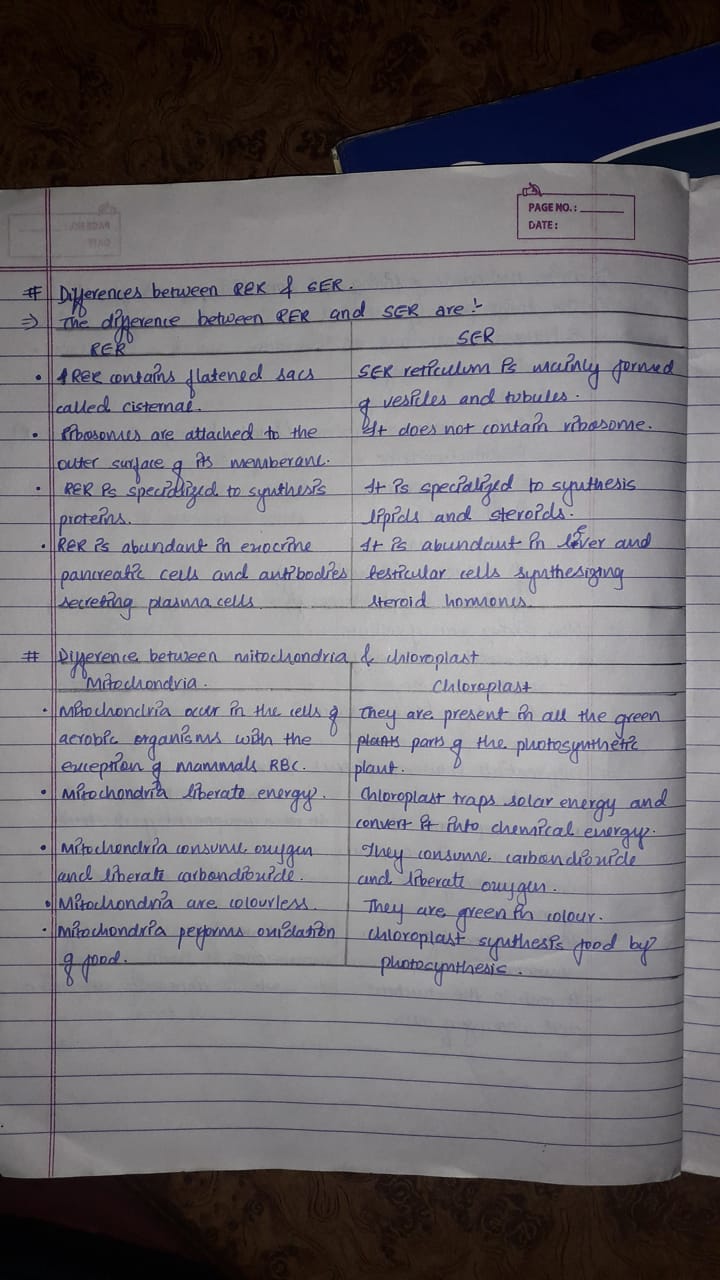 PAGE NO.:
DATE:
# Differences between RER & SER.
⇒ The difference between RER and SER are :-
RER
SER
• RER contains flatened sacs
called cisternae.
SER reticulum is mainly formed
of vesicles and tubules.
• Ribosomes are attached to the
outer surface of its memberane.
It does not contain ribosome.
• RER is specialized to synthesis
proteins.
It is specialized to synthesis
lipids and steroids.
• RER is abundant in exocrine
pancreatic cells and antibodies
secreting plasma cells
It is abundant in liver and
testicular cells synthesizing
steroid hormones.
# Difference between mitochondria & chloroplast
Mitochondria.
Chloroplast
• Mitochondria occur in the cells of
aerobic organisms with the
exception of mammals RBC.
They are present in all the green
plants parts of the photosynthetic
plant.
• Mitochondria liberate energy.
Chloroplast traps solar energy and
convert it into chemical energy.
• Mitochondria consume oxygen
and liberate carbondioxide.
They consume carbondioxide
and liberate oxygen.
• Mitochondria are colourless.
They are green in colour.
• Mitochondria performs oxidation
of food.
chloroplast synthesis food by
photosynthesis.